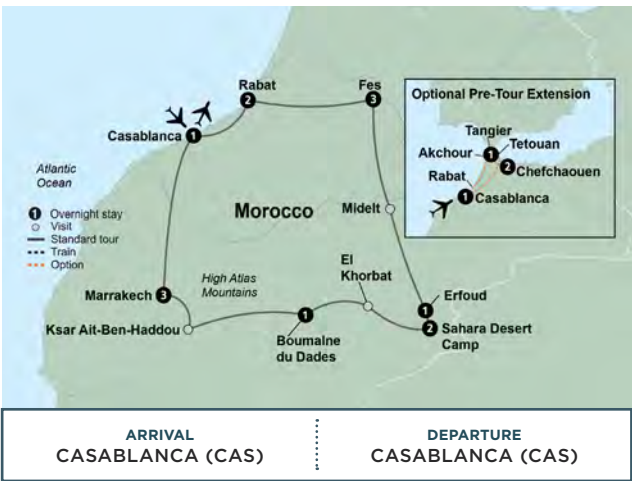 Rabat
2
Fes
3
Casablanca
1
Atlantic
Ocean
1 Overnight stay
Visit
Standard tour
Train
Option
Morocco
Midelt
High Atlas
Mountains
El
Khorbat
Marrakech
3
Ksar Ait-Ben-Haddou
1
Boumalne
du Dades
1
Erfoud
2
Sahara Desert
Camp
Optional Pre-Tour Extension
Tangier
1
Tetouan
Akchour
2
Chefchaouen
Rabat
1
Casablanca
ARRIVAL
CASABLANCA (CAS)
DEPARTURE
CASABLANCA (CAS)